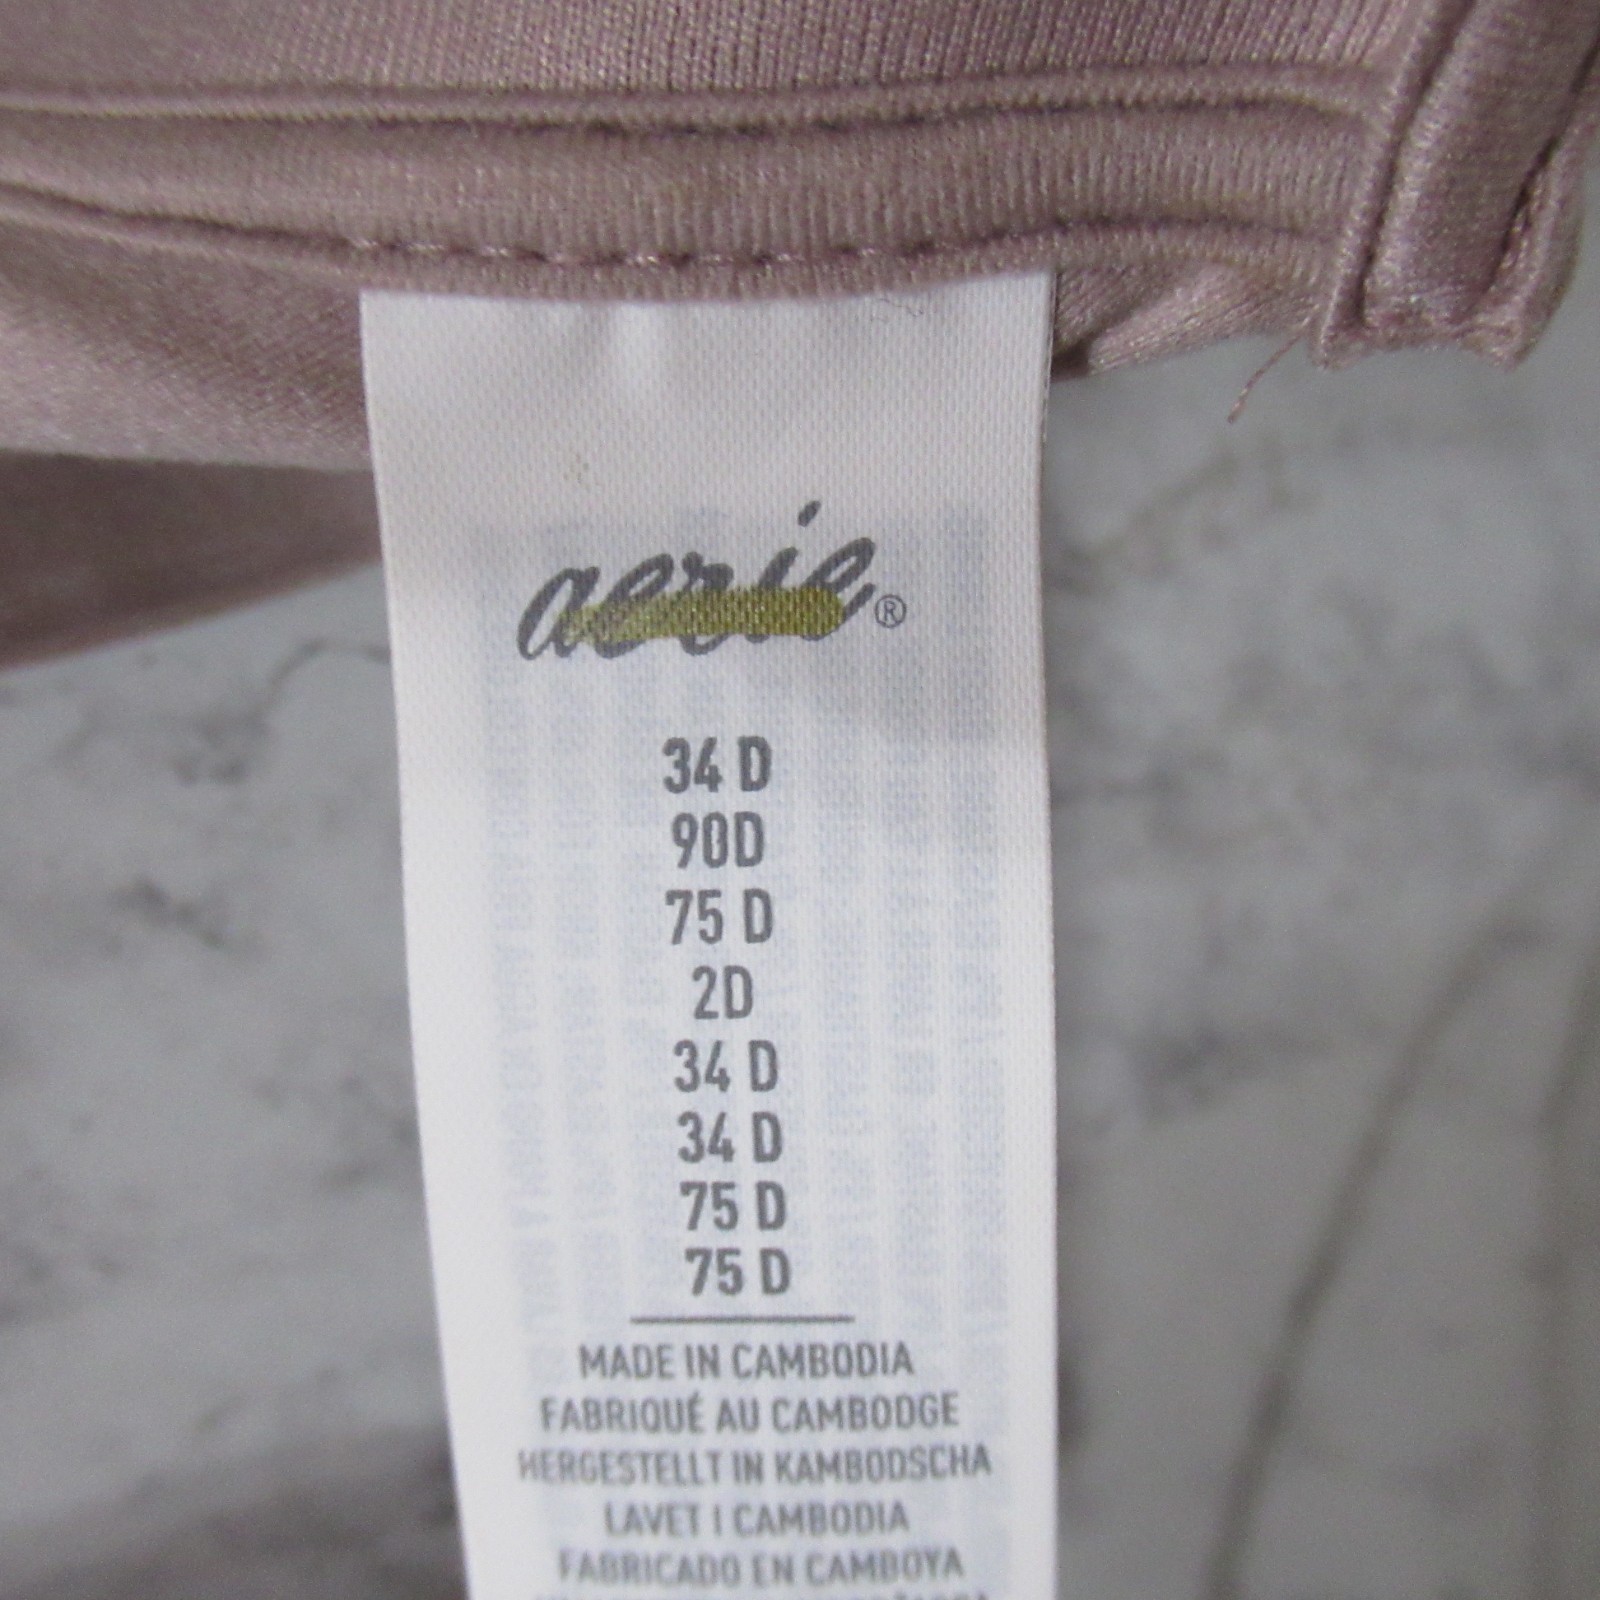 aerie®
34 D
90D
75 D
2D
34 D
34 D
75 D
75 D
MADE IN CAMBODIA
FABRIQUÉ AU CAMBODGE
HERGESTELLT IN KAMBODSCHA
LAVET I CAMBODIA
FABRICADO EN CAMBOYA